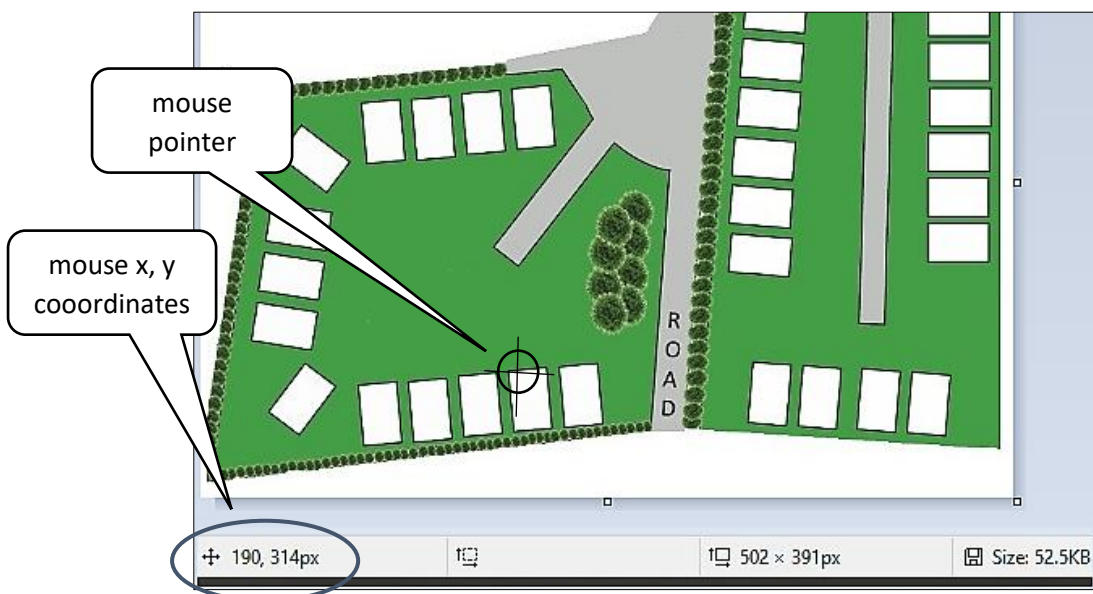 mouse
pointer
mouse x, y
cooordinates
R
O
A
D
190, 314px
502 × 391px
Size: 52.5KB